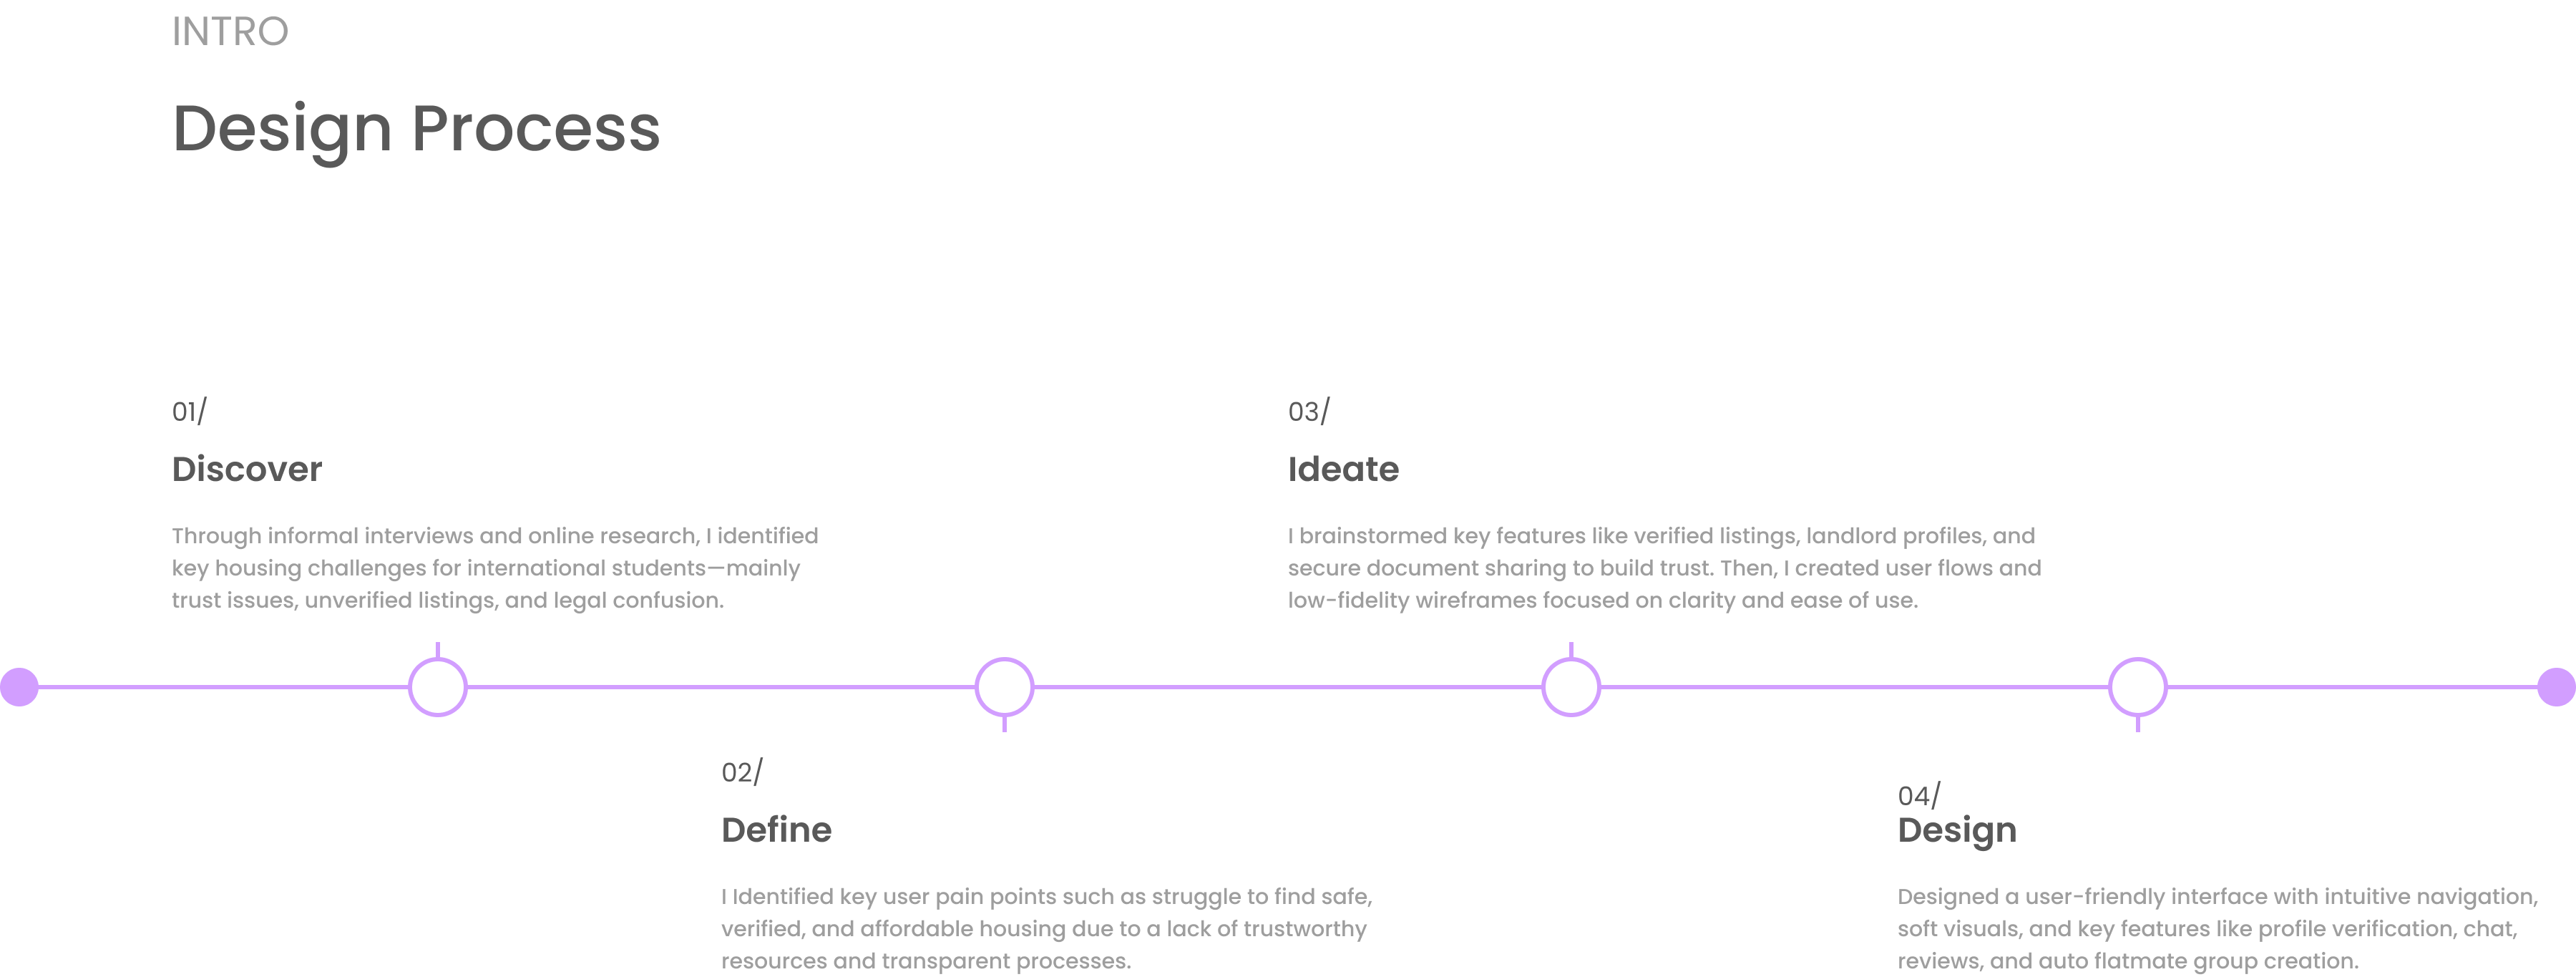 INTRO
Design Process
01/
Discover
Through informal interviews and online research, I identified
key housing challenges for international students—mainly
trust issues, unverified listings, and legal confusion.
02/
Define
I Identified key user pain points such as struggle to find safe,
verified, and affordable housing due to a lack of trustworthy
resources and transparent processes.
03/
Ideate
I brainstormed key features like verified listings, landlord profiles, and
secure document sharing to build trust. Then, I created user flows and
low-fidelity wireframes focused on clarity and ease of use.
04/
Design
Designed a user-friendly interface with intuitive navigation,
soft visuals, and key features like profile verification, chat,
reviews, and auto flatmate group creation.